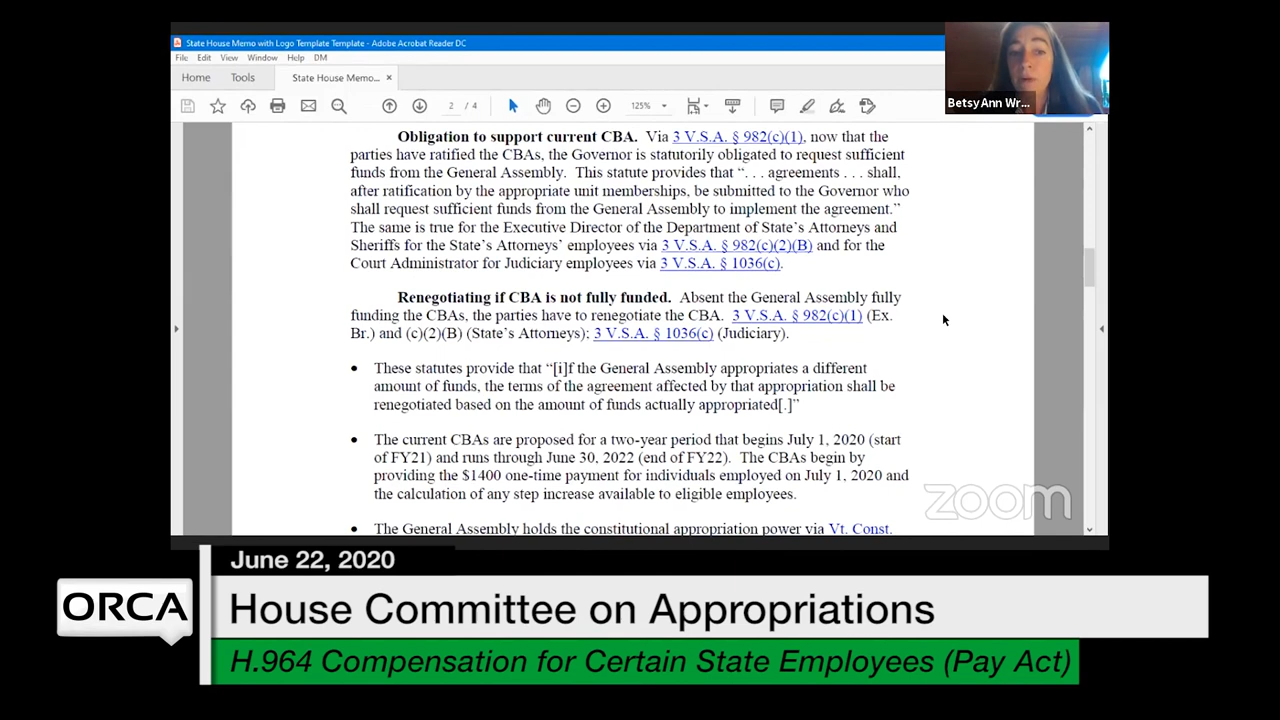 State House Memo with Logo Template Template - Adobe Acrobat Reader DC
File Edit View Window Help DM
Home Tools State House Memo... ×
2 / 4 125%
Betsy Ann Wr...
Obligation to support current CBA. Via 3 V.S.A. § 982(c)(1), now that the
parties have ratified the CBAs, the Governor is statutorily obligated to request sufficient
funds from the General Assembly. This statute provides that “. . . agreements . . . shall,
after ratification by the appropriate unit memberships, be submitted to the Governor who
shall request sufficient funds from the General Assembly to implement the agreement.”
The same is true for the Executive Director of the Department of State’s Attorneys and
Sheriffs for the State’s Attorneys’ employees via 3 V.S.A. § 982(c)(2)(B) and for the
Court Administrator for Judiciary employees via 3 V.S.A. § 1036(c).
Renegotiating if CBA is not fully funded. Absent the General Assembly fully
funding the CBAs, the parties have to renegotiate the CBA. 3 V.S.A. § 982(c)(1) (Ex.
Br.) and (c)(2)(B) (State’s Attorneys); 3 V.S.A. § 1036(c) (Judiciary).
• These statutes provide that “[i]f the General Assembly appropriates a different
amount of funds, the terms of the agreement affected by that appropriation shall be
renegotiated based on the amount of funds actually appropriated[.]”
• The current CBAs are proposed for a two-year period that begins July 1, 2020 (start
of FY21) and runs through June 30, 2022 (end of FY22). The CBAs begin by
providing the $1400 one-time payment for individuals employed on July 1, 2020 and
the calculation of any step increase available to eligible employees.
• The General Assembly holds the constitutional appropriation power via Vt. Const.
zoom
June 22, 2020
ORCA
House Committee on Appropriations
H.964 Compensation for Certain State Employees (Pay Act)